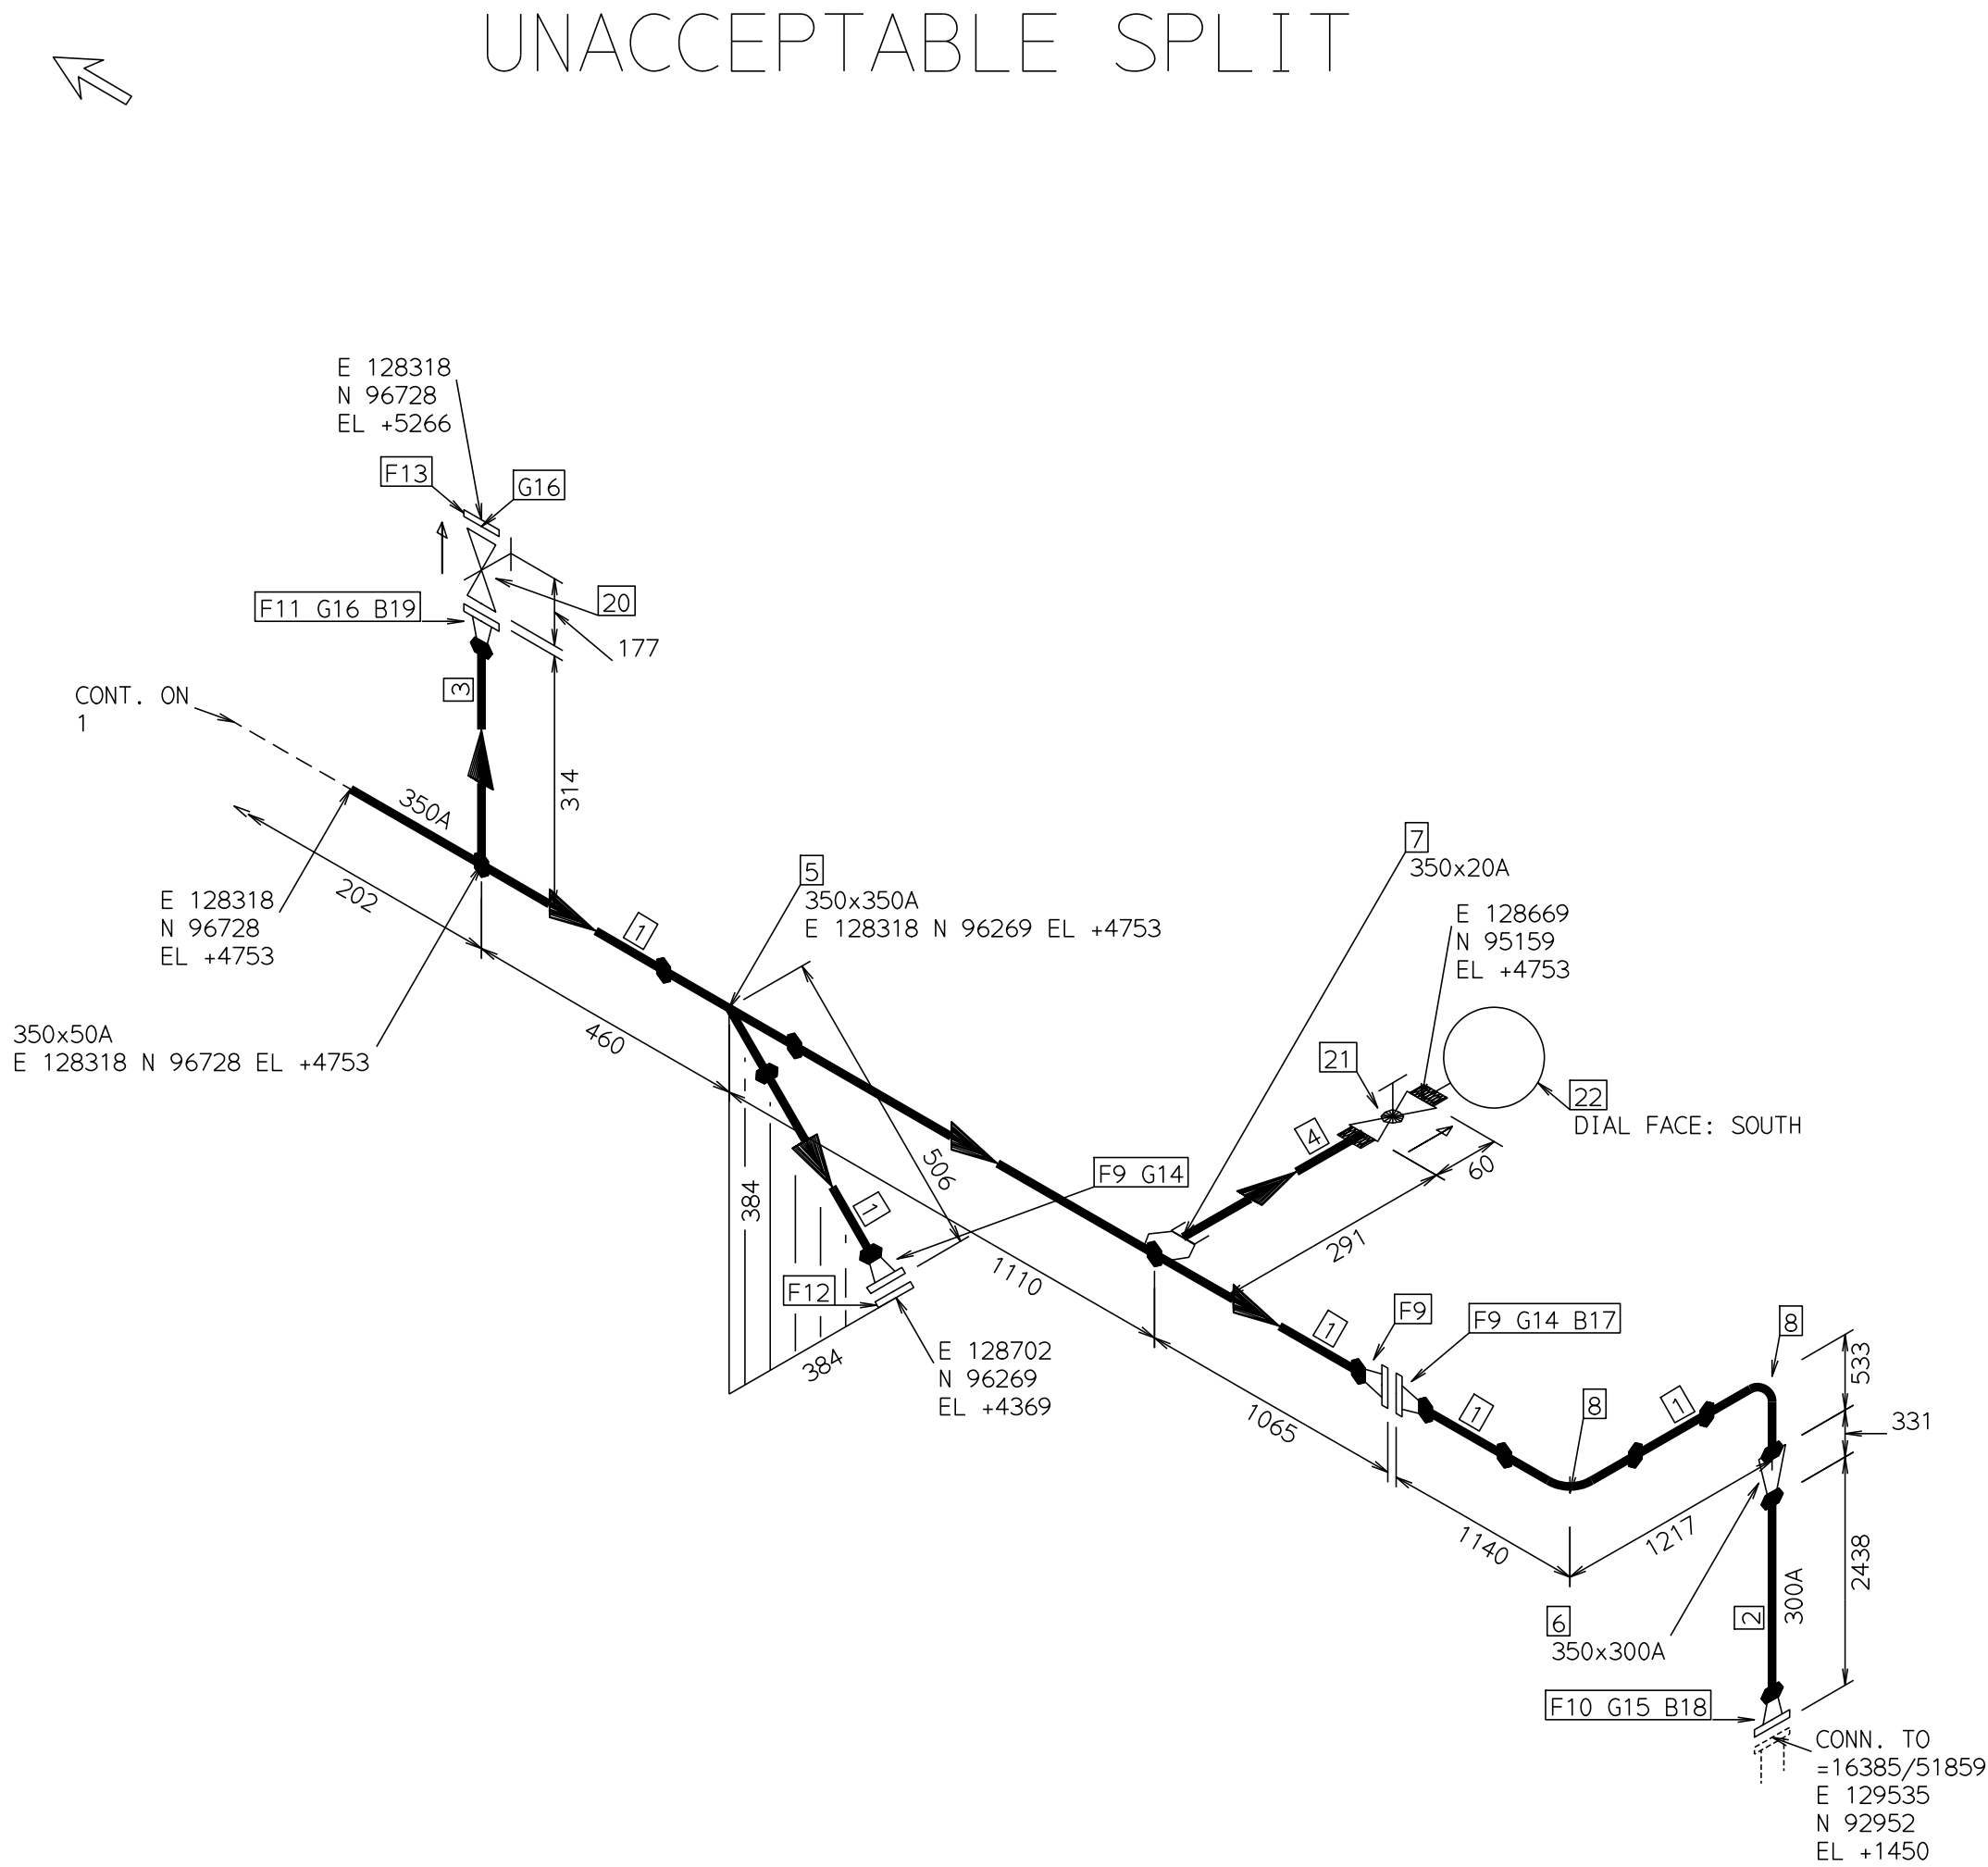 UNACCEPTABLE SPLIT
E 128318
N 96728
EL +5266
F13
G16
20
F11 G16 B19
177
3
CONT. ON
1
314
350A
7
350x20A
5
350x350A
E 128318 N 96269 EL +4753
202
E 128318
N 96728
EL +4753
1
E 128669
N 95159
EL +4753
350x50A
E 128318 N 96728 EL +4753
460
21
22
DIAL FACE: SOUTH
4
60
506
F9 G14
384
1
291
1110
F12
384
E 128702
N 96269
EL +4369
F9
F9 G14 B17
1
8
533
8
1
1
331
1065
1140
1217
2438
300A
2
6
350x300A
F10 G15 B18
CONN. TO
=16385/51859
E 129535
N 92952
EL +1450